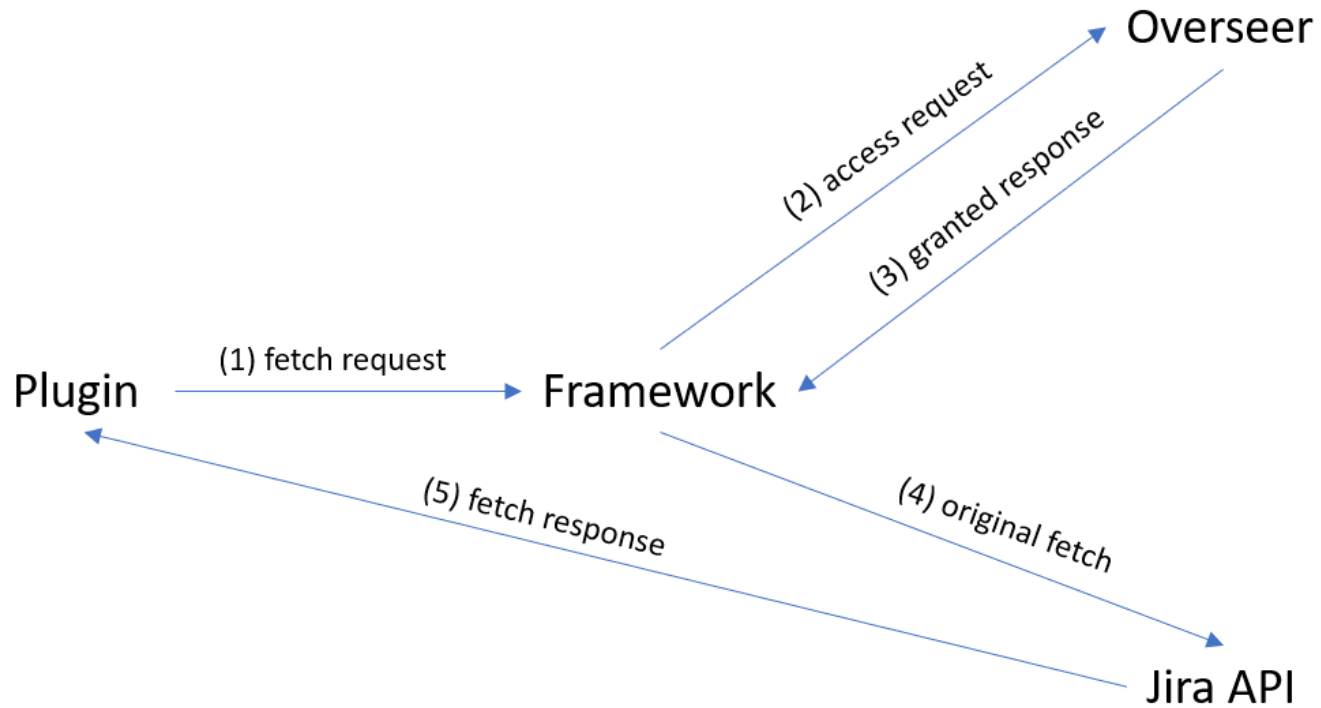 Overseer
(2) access request
(3) granted response
(1) fetch request
Plugin
Framework
(4) original fetch
(5) fetch response
Jira API